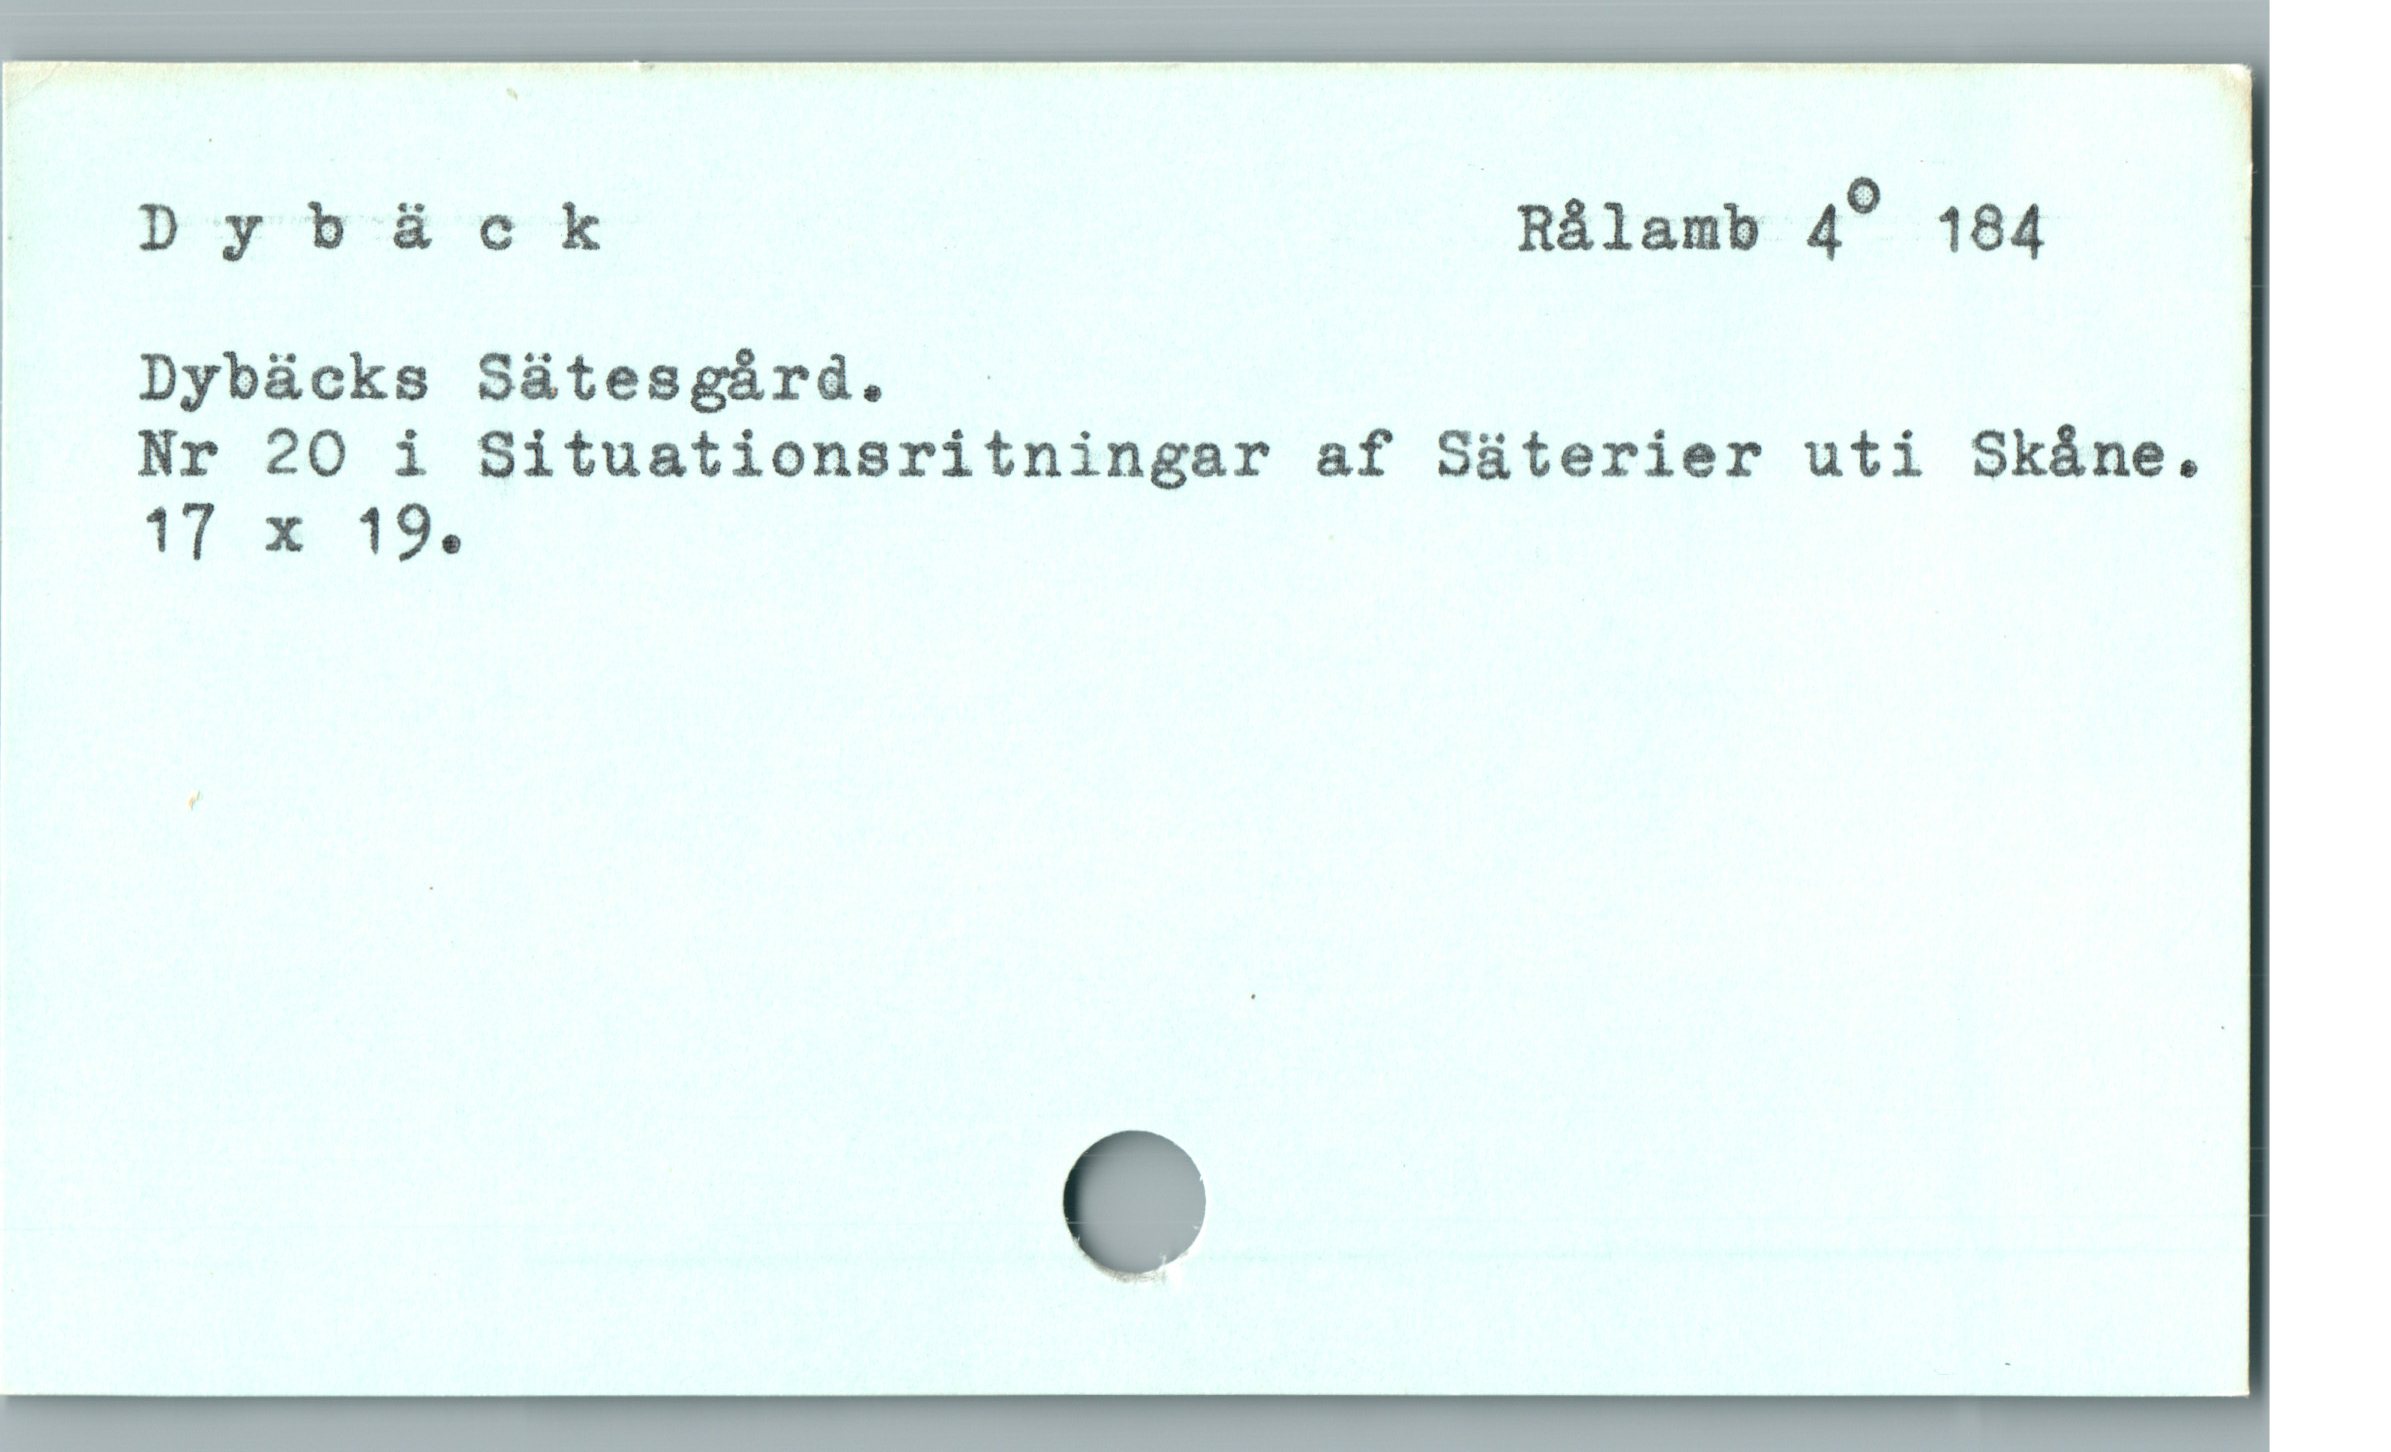 D y b ä c k Rålamb 4° 184
Dybäcks Sätesgård.
Nr 20 i Situationsritningar af Säterier uti Skåne.
17 x 19.